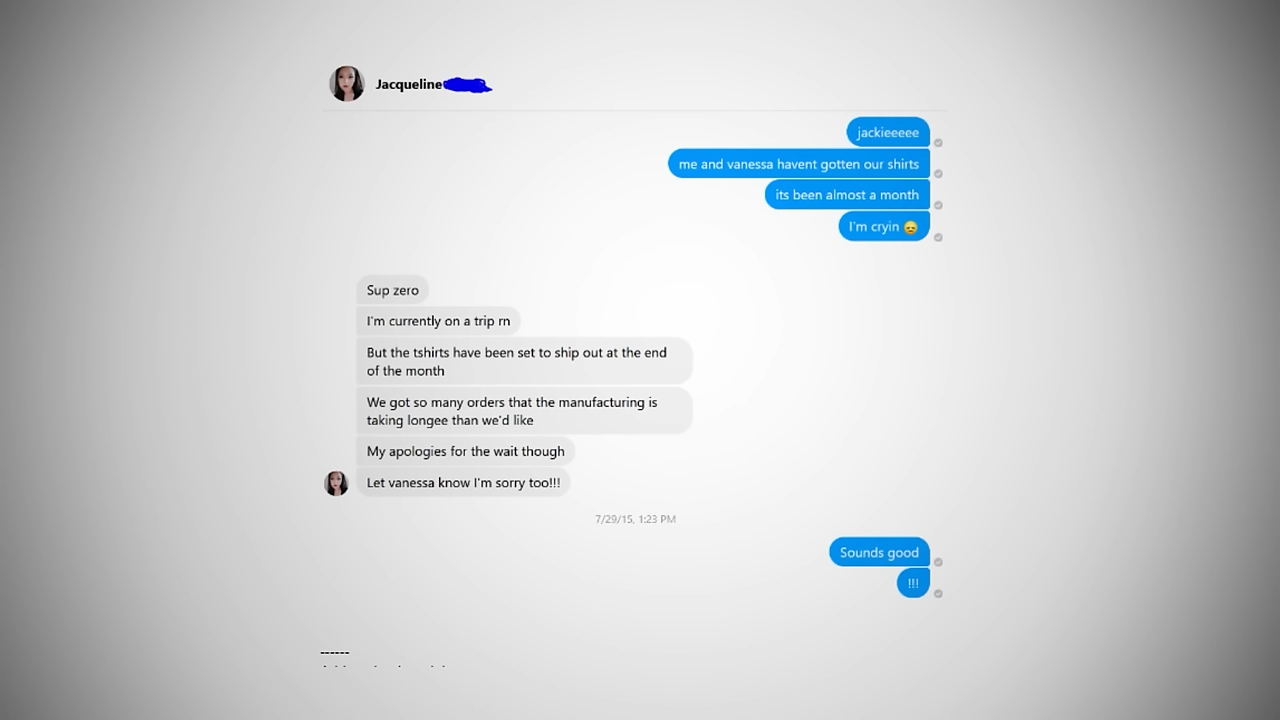 Jacqueline
jackieeeee
me and vanessa havent gotten our shirts
its been almost a month
I'm cryin 😞
Sup zero
I'm currently on a trip rn
But the tshirts have been set to ship out at the end
of the month
We got so many orders that the manufacturing is
taking longee than we'd like
My apologies for the wait though
Let vanessa know I'm sorry too!!!
7/29/15, 1:23 PM
Sounds good
!!!
------